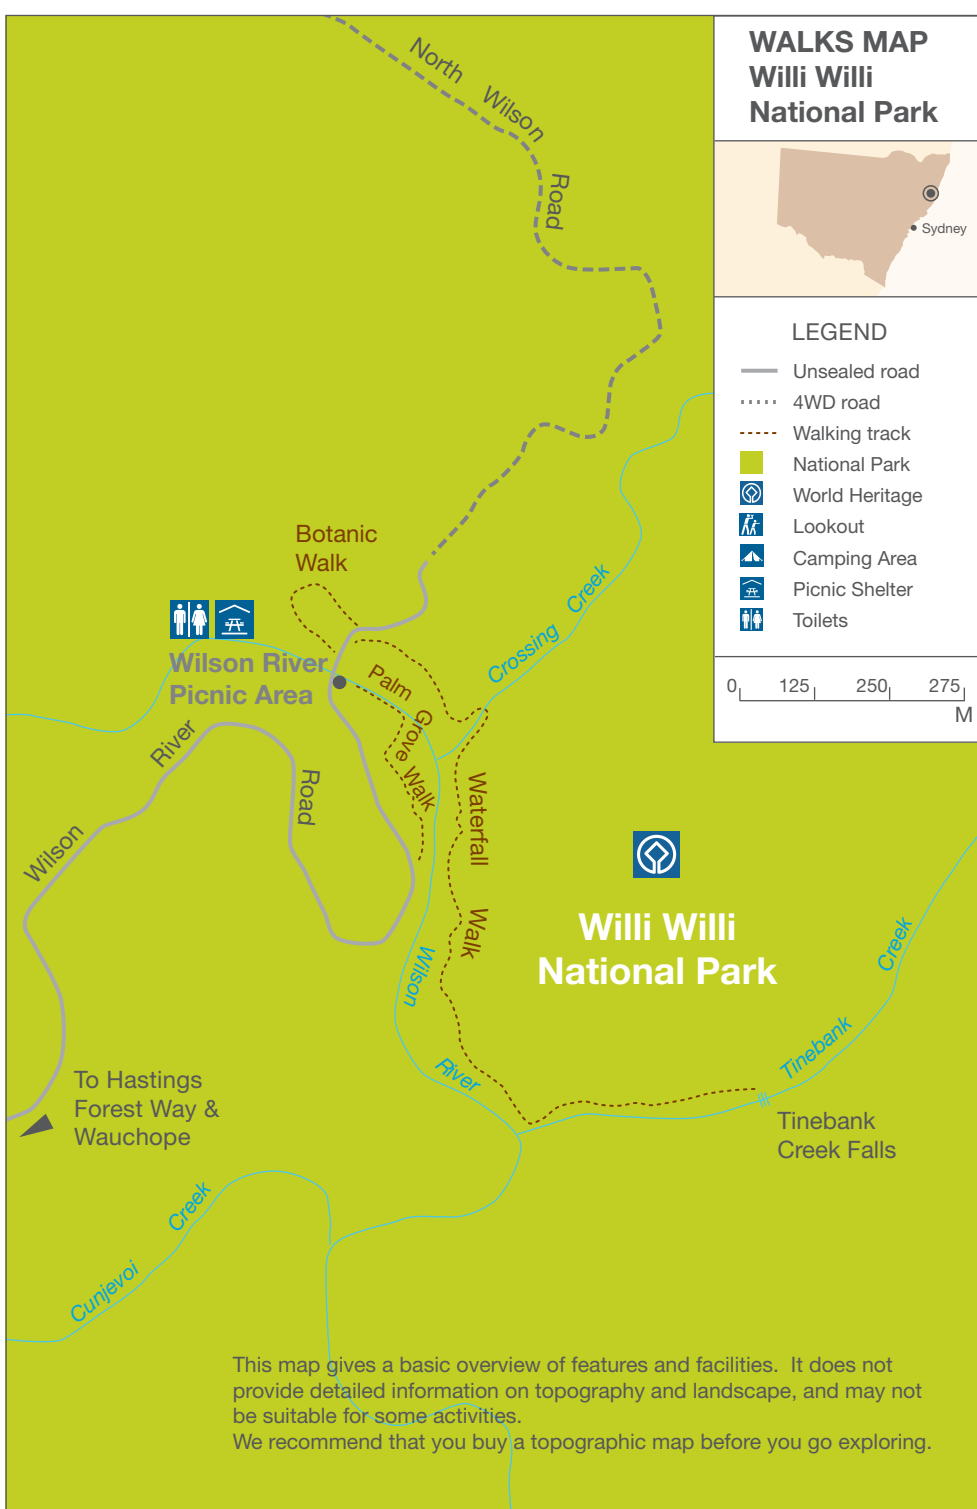 WALKS MAP
Willi Willi
National Park
Sydney
LEGEND
Unsealed road
4WD road
Walking track
National Park
World Heritage
Lookout
Camping Area
Picnic Shelter
Toilets
0 125 250 275
M
North Wilson Road
Botanic
Walk
Crossing Creek
Wilson River
Picnic Area
Palm Grove Walk
Wilson River Road
Waterfall Walk
Willi Willi
National Park
Wilson River
Tinebank Creek
To Hastings
Forest Way &
Wauchope
Tinebank
Creek Falls
Cunjevoi Creek
This map gives a basic overview of features and facilities.  It does not
provide detailed information on topography and landscape, and may not
be suitable for some activities.
We recommend that you buy a topographic map before you go exploring.